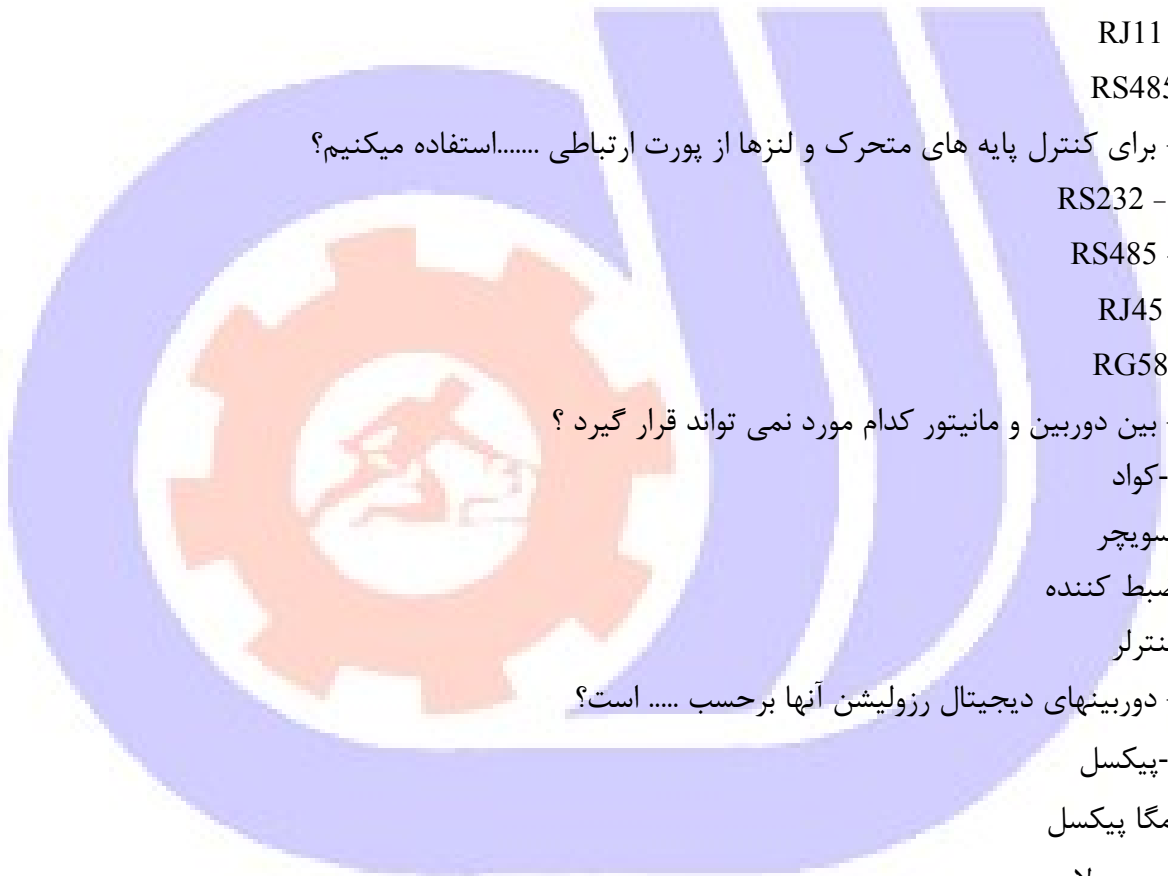 RJ11
RS485
- برای کنترل پایه های متحرک و لنزها از پورت ارتباطی .......استفاده میکنیم؟
RS232 –
RS485 -
RJ45
RG58
- بین دوربین و مانیتور کدام مورد نمی تواند قرار گیرد ؟
-کواد
سویچر
ضبط کننده
- دوربینهای دیجیتال رزولیشن آنها برحسب ..... است؟
-پیکسل
مگا پیکسل